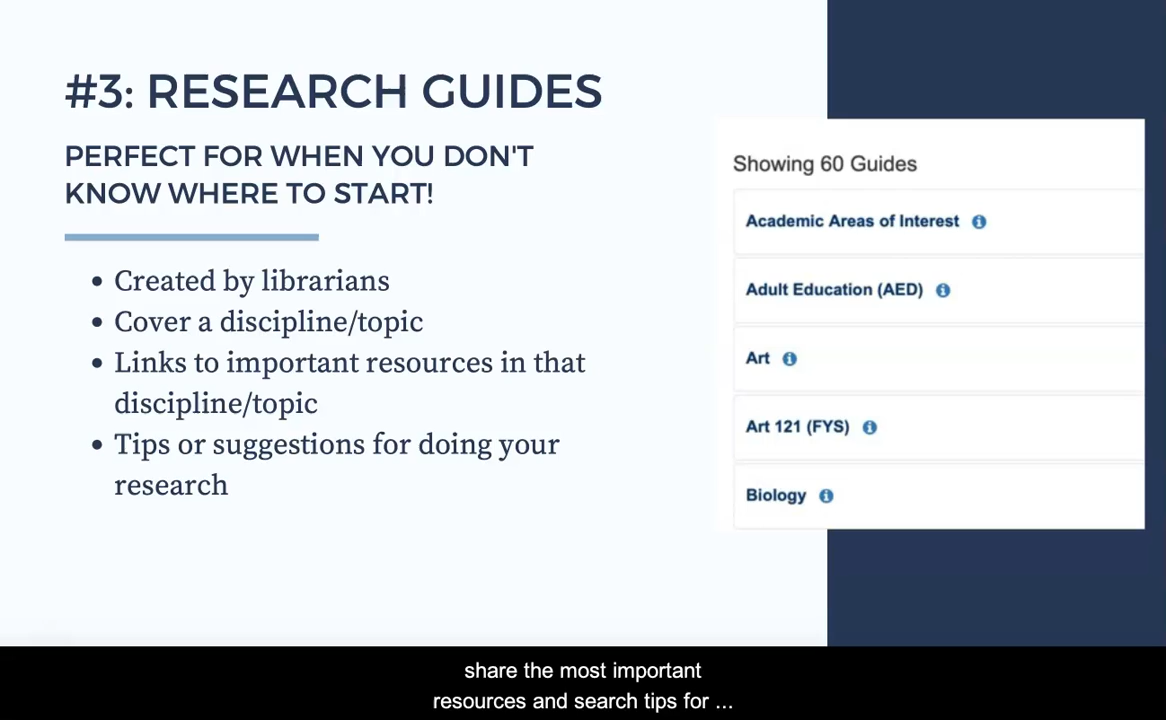 #3: RESEARCH GUIDES
PERFECT FOR WHEN YOU DON'T
KNOW WHERE TO START!
• Created by librarians
• Cover a discipline/topic
• Links to important resources in that
discipline/topic
• Tips or suggestions for doing your
research
Showing 60 Guides
Academic Areas of Interest
Adult Education (AED)
Art
Art 121 (FYS)
Biology
share the most important
resources and search tips for ...